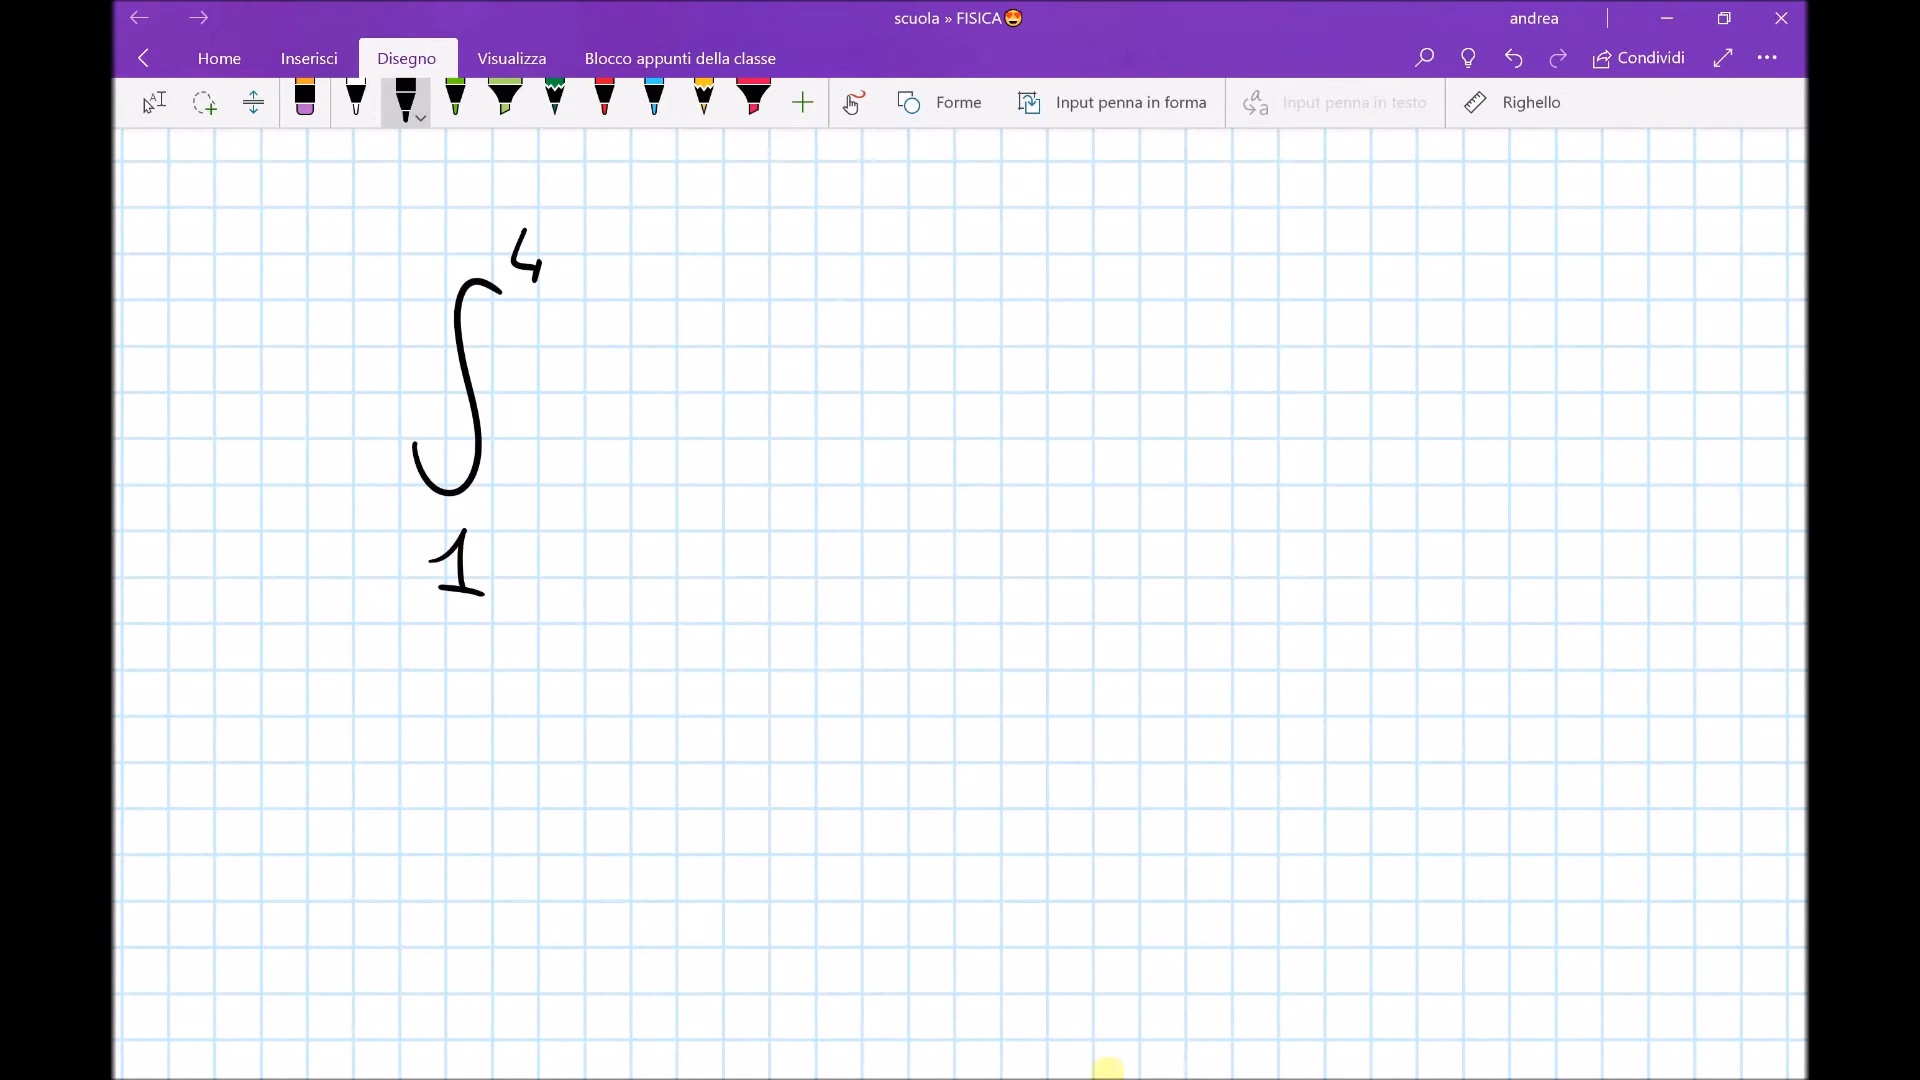 scuola » FISICA😍
andrea
Home Inserisci Disegno Visualizza Blocco appunti della classe
Condividi
Forme Input penna in forma Input penna in testo Righello
4
∫
1